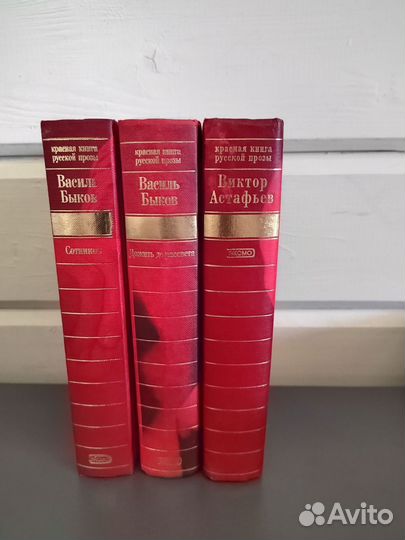 красная книга
русской прозы
Василь
Быков
Сотников
красная книга
русской прозы
Василь
Быков
Дожить до рассвета
красная книга
русской прозы
Виктор
Астафьев
ЭКСМО
Avito